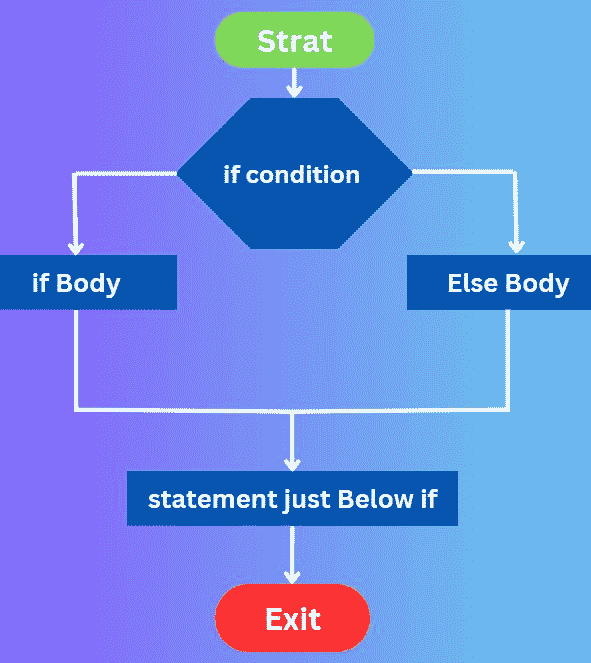 Strat
if condition
if Body
Else Body
statement just Below if
Exit